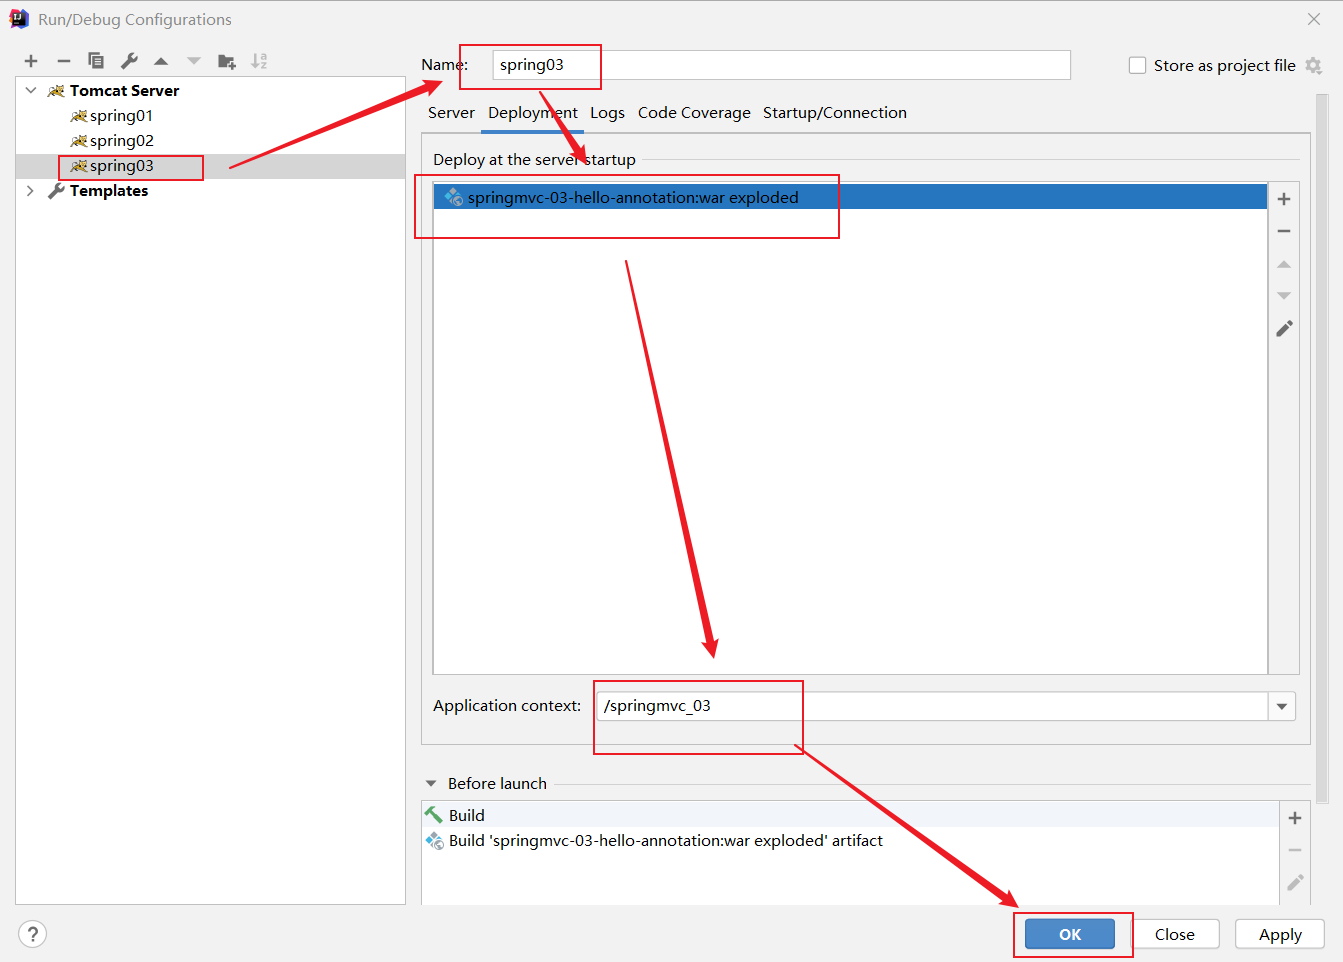 Run/Debug Configurations
Tomcat Server
spring01
spring02
spring03
Templates
Name: spring03
Store as project file
Server Deployment Logs Code Coverage Startup/Connection
Deploy at the server startup
springmvc-03-hello-annotation:war exploded
Application context: /springmvc_03
Before launch
Build
Build 'springmvc-03-hello-annotation:war exploded' artifact
? OK Close Apply